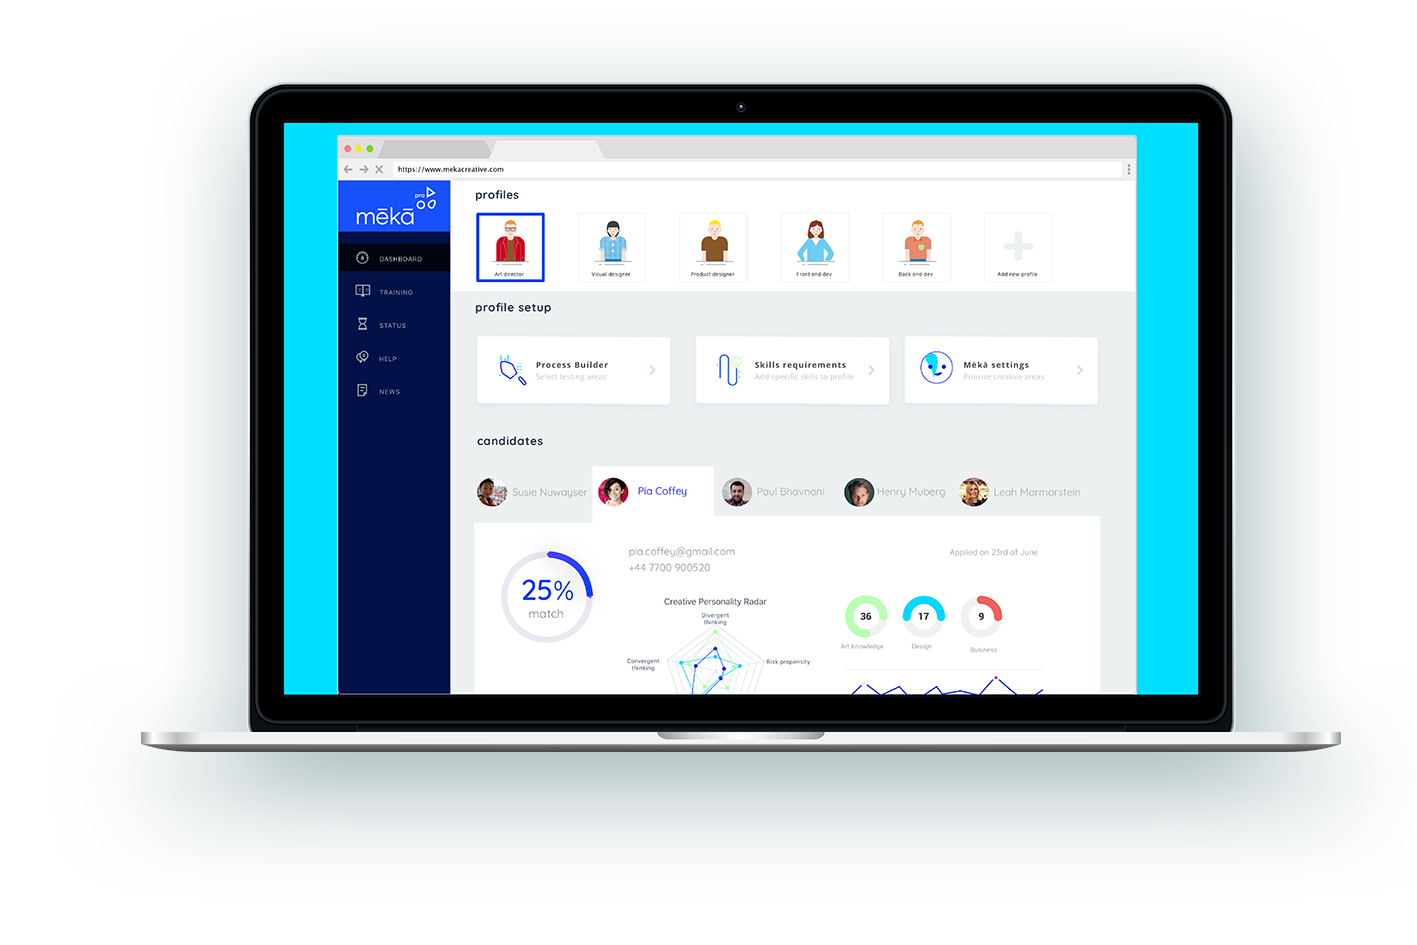 https://www.mekacreative.com
pro
mēkā
DASHBOARD
TRAINING
STATUS
HELP
NEWS
profiles
Art director
Visual designer
Product designer
Front end dev
Back end dev
Add new profile
profile setup
Process Builder
Select testing areas
Skills requirements
Add specific skills to profile
Mēkā settings
Priorize creative areas
candidates
Susie Nuwayser
Pia Coffey
Paul Bhavnani
Henry Muberg
Leah Marmorstein
25%
match
pia.coffey@gmail.com
+44 7700 900520
Applied on 23rd of June
Creative Personality Radar
Divergent
thinking
Convergent
thinking
Risk propensity
36
Art Knowledge
17
Design
9
Business